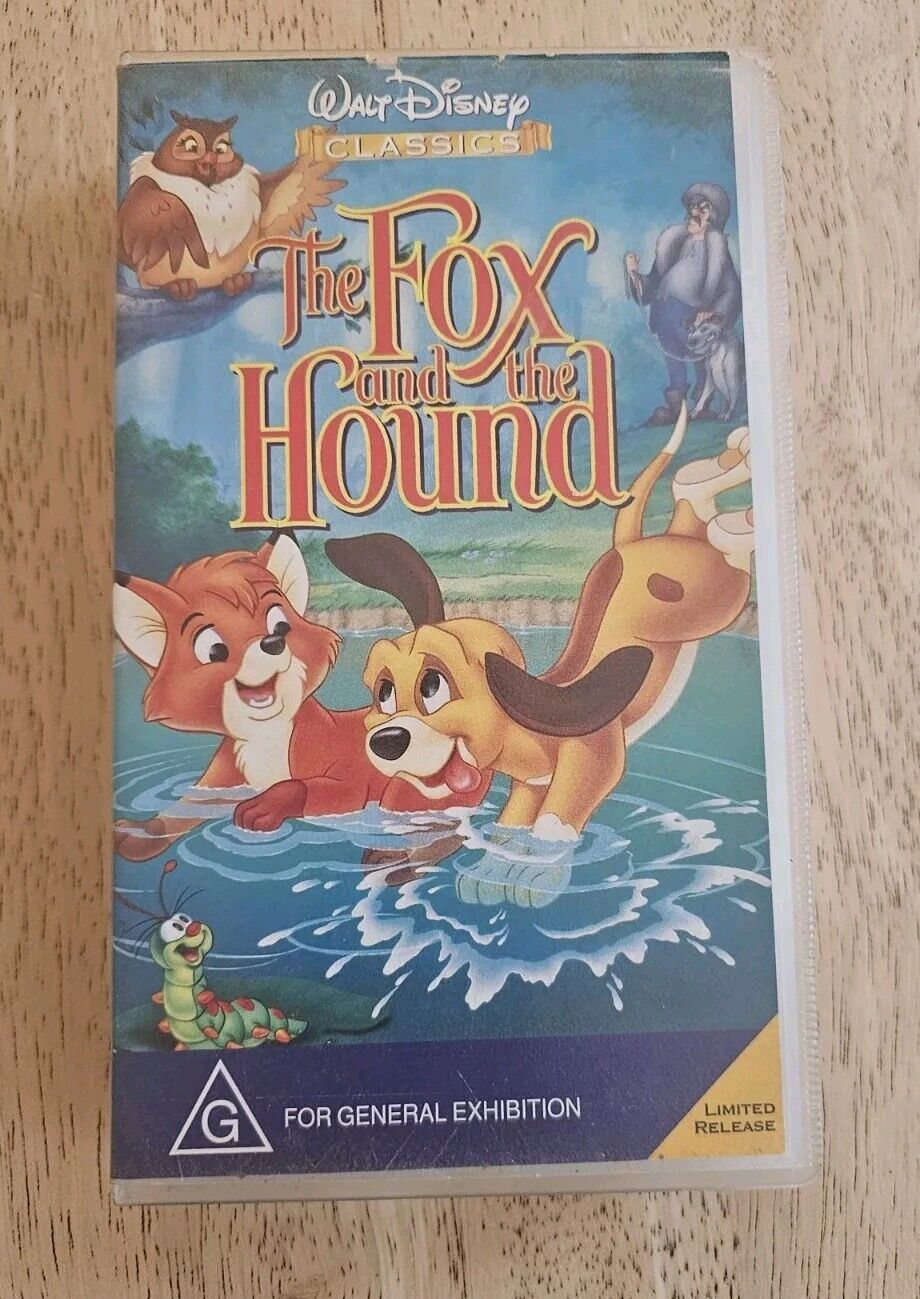 WALT DISNEY
CLASSICS
The Fox
and the
Hound
G
FOR GENERAL EXHIBITION
LIMITED
RELEASE